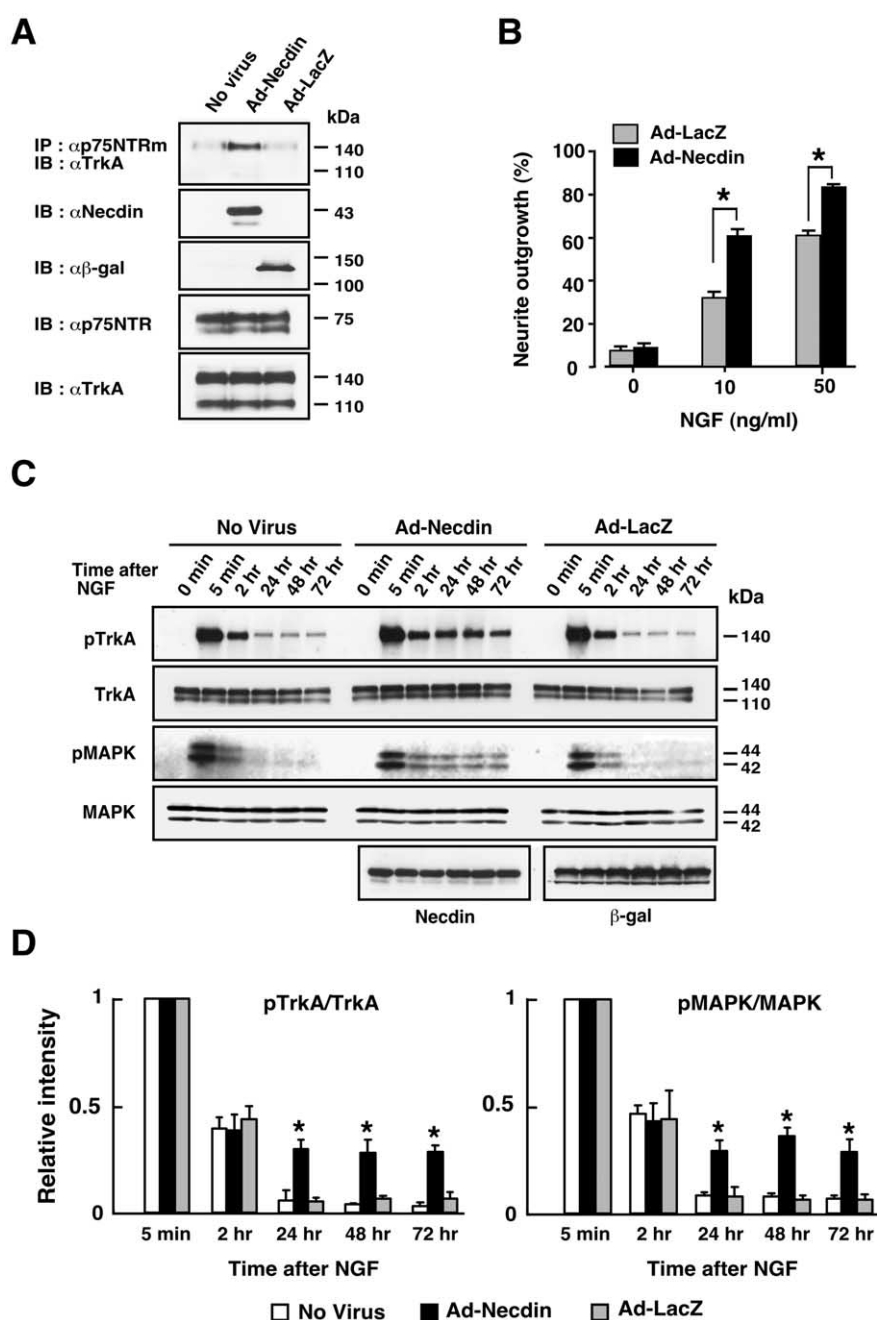 A
No virus
Ad-Necdin
Ad-LacZ
kDa
IP : αp75NTRm
IB : αTrkA
140
110
IB : αNecdin
43
IB : αβ-gal
150
100
IB : αp75NTR
75
IB : αTrkA
140
110
B
Ad-LacZ
Ad-Necdin
Neurite outgrowth (%)
100
80
60
40
20
0
*
*
0
10
50
NGF (ng/ml)
C
No Virus
Ad-Necdin
Ad-LacZ
Time after
NGF
0 min
5 min
2 hr
24 hr
48 hr
72 hr
0 min
5 min
2 hr
24 hr
48 hr
72 hr
0 min
5 min
2 hr
24 hr
48 hr
72 hr
kDa
pTrkA
140
TrkA
140
110
pMAPK
44
42
MAPK
44
42
Necdin
β-gal
D
pTrkA/TrkA
Relative intensity
1
0.5
0
* * *
5 min 2 hr 24 hr 48 hr 72 hr
Time after NGF
pMAPK/MAPK
1
0.5
0
* * *
5 min 2 hr 24 hr 48 hr 72 hr
Time after NGF
No Virus Ad-Necdin Ad-LacZ